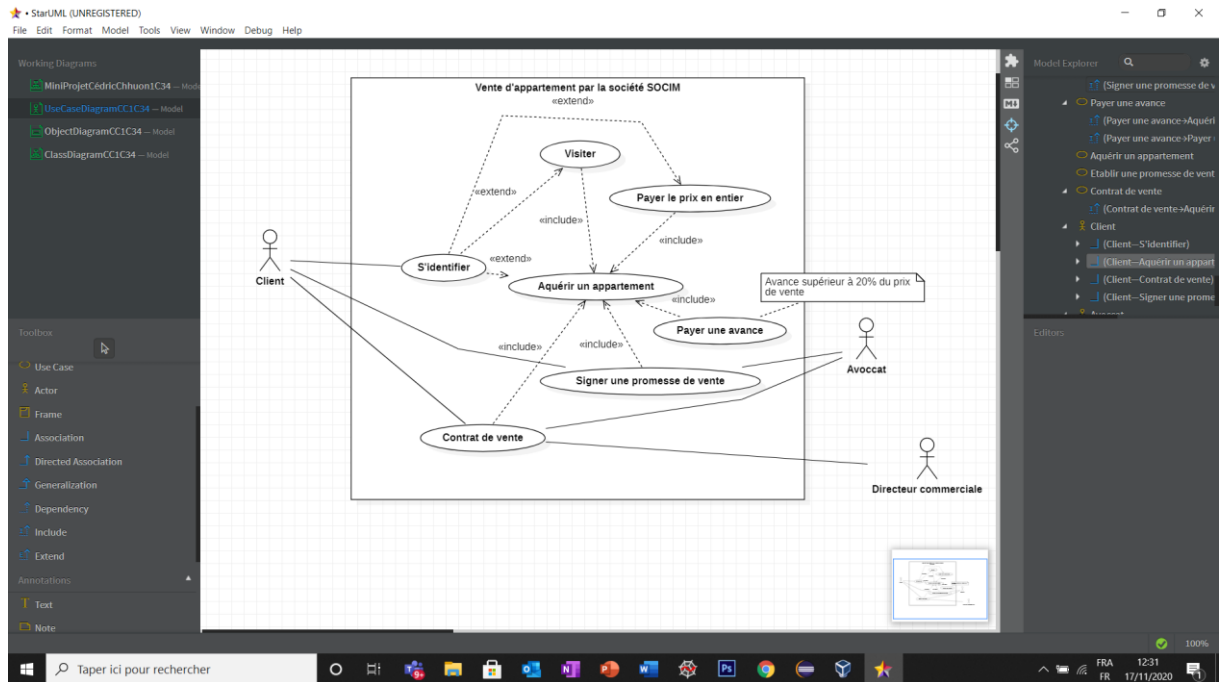 • StarUML (UNREGISTERED)
File Edit Format Model Tools View Window Debug Help
Working Diagrams
MiniProjetCédricChhuon1C34 — Mode
UseCaseDiagramCC1C34 — Model
ObjectDiagramCC1C34 — Model
ClassDiagramCC1C34 — Model
Toolbox
Use Case
Actor
Frame
Association
Directed Association
Generalization
Dependency
Include
Extend
Annotations
Text
Note
Vente d'appartement par la société SOCIM
«extend»
Visiter
«extend»
Payer le prix en entier
«include»
«include»
«extend»
S'identifier
Client
Aquérir un appartement
Avance supérieur à 20% du prix
de vente
«include»
Payer une avance
«include»
«include»
Avoccat
Signer une promesse de vente
Contrat de vente
Directeur commerciale
Model Explorer
(Signer une promesse de v
Payer une avance
(Payer une avance→Aquéri
(Payer une avance→Payer
Aquérir un appartement
Etablir une promesse de vent
Contrat de vente
(Contrat de vente→Aquérir
Client
(Client—S'identifier)
(Client—Aquérir un appart
(Client—Contrat de vente)
(Client—Signer une prome
Avoccat
Editors
100%
Taper ici pour rechercher
FRA
FR
12:31
17/11/2020